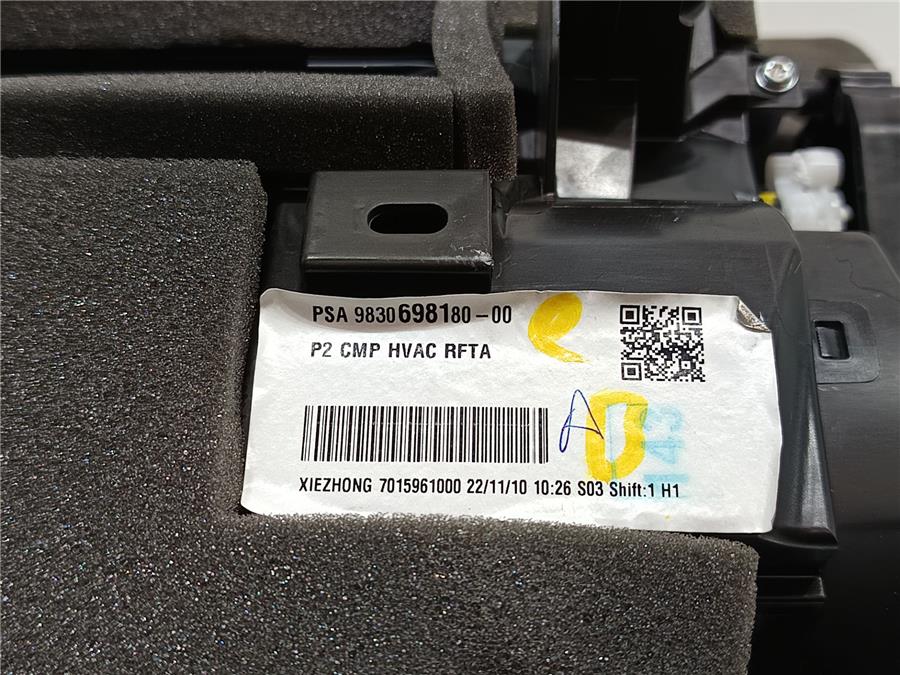 PSA 9830698180-00
P2 CMP HVAC RFTA
A
XIEZHONG 7015961000 22/11/10 10:26 S03 Shift:1 H1